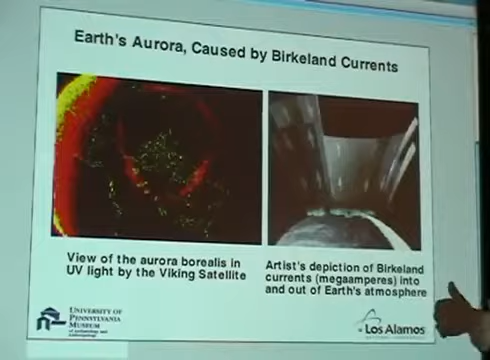 Earth's Aurora, Caused by Birkeland Currents
View of the aurora borealis in
UV light by the Viking Satellite
Artist's depiction of Birkeland
currents (megaamperes) into
and out of Earth's atmosphere
UNIVERSITY OF
PENNSYLVANIA
MUSEUM
Los Alamos